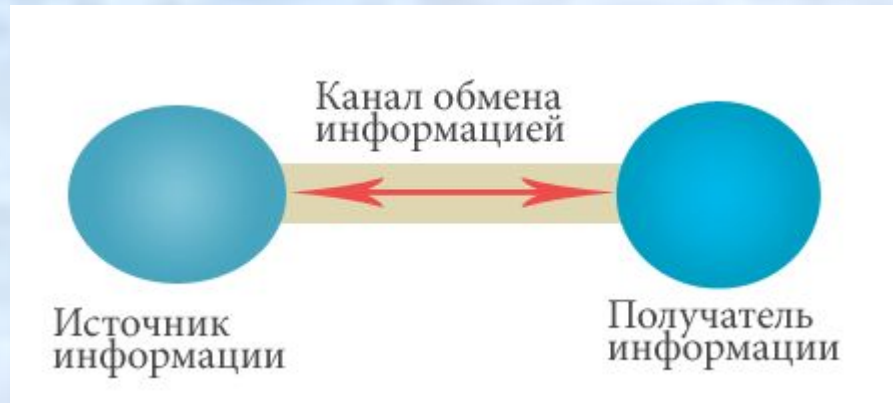 Канал обмена
информацией
Источник
информации
Получатель
информации